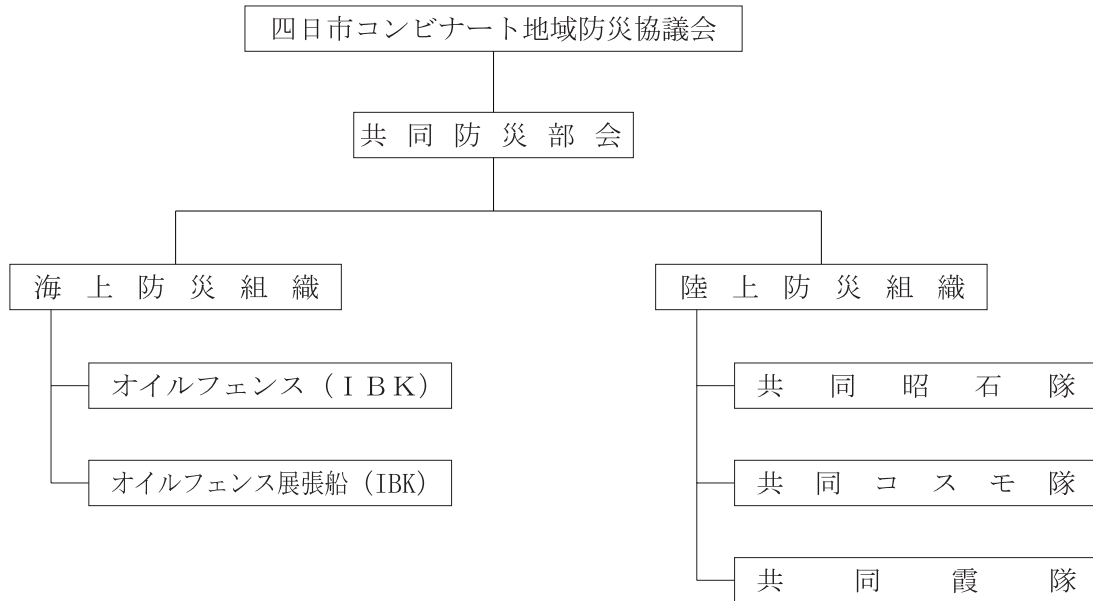 四日市コンビナート地域防災協議会
共同防災部会
海上防災組織
陸上防災組織
オイルフェンス(IBK)
共同昭石隊
オイルフェンス展張船(IBK)
共同コスモ隊
共同霞隊